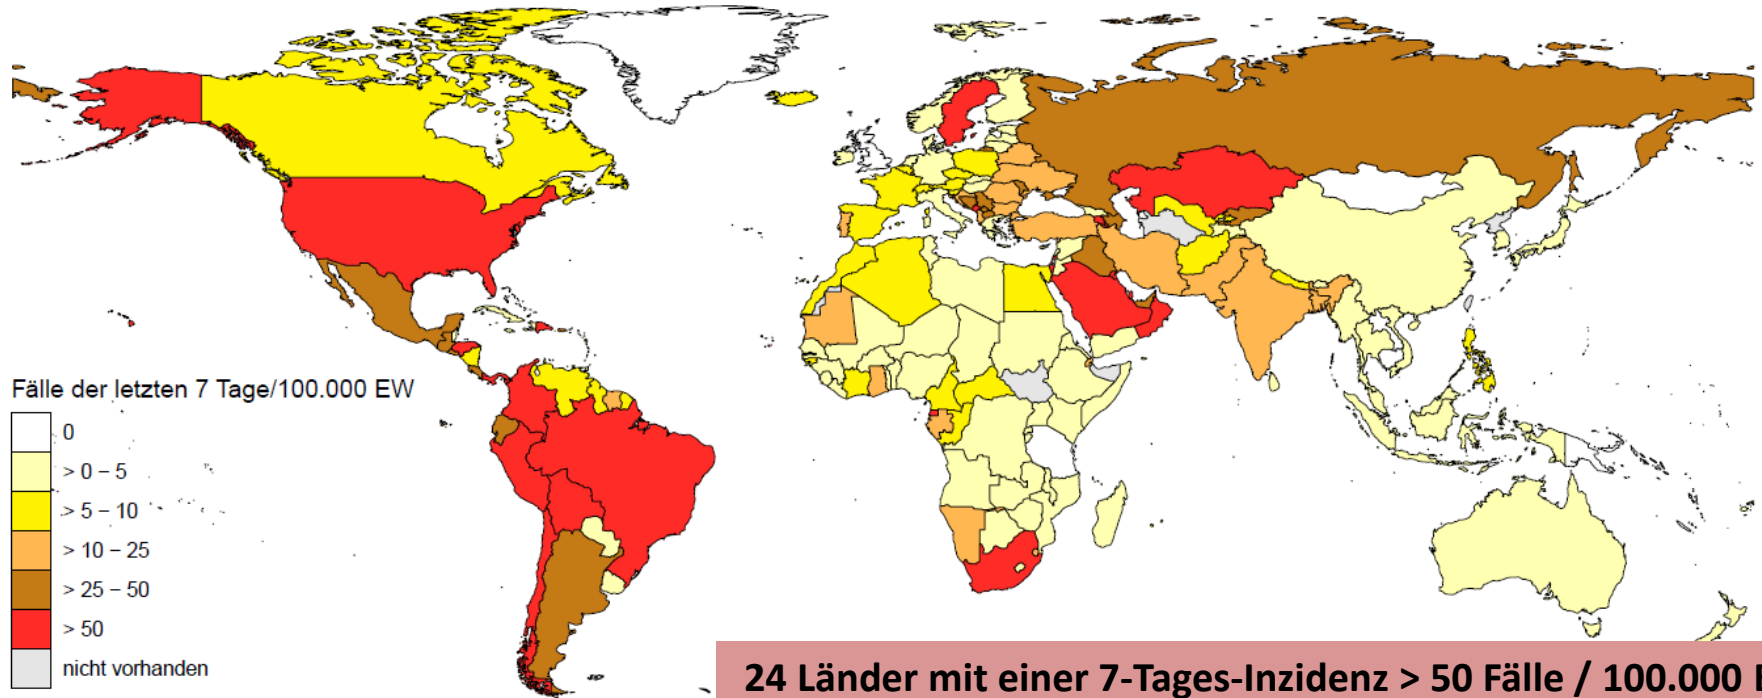 Fälle der letzten 7 Tage/100.000 EW
0
> 0 – 5
> 5 – 10
> 10 – 25
> 25 – 50
> 50
nicht vorhanden
24 Länder mit einer 7-Tages-Inzidenz > 50 Fälle / 100.000